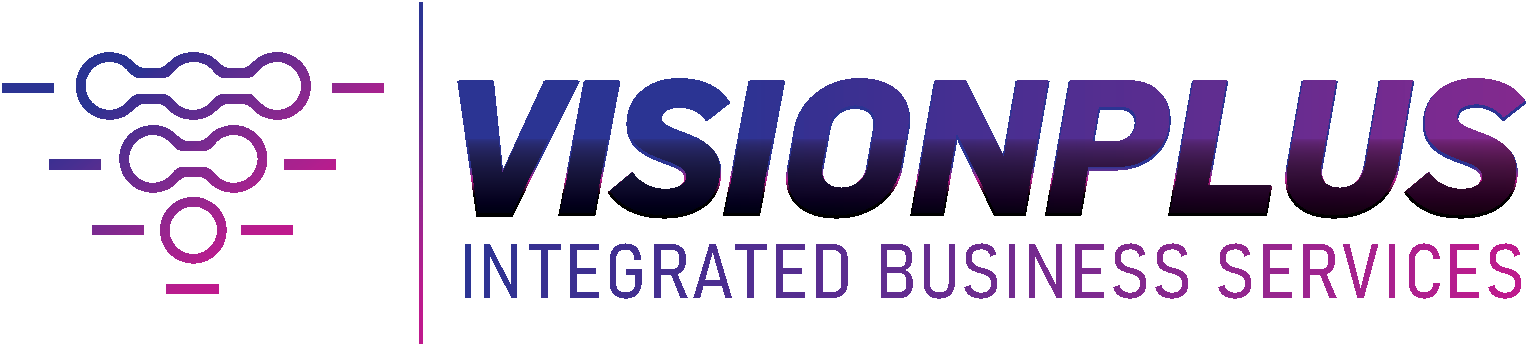 VISIONPLUS
INTEGRATED BUSINESS SERVICES